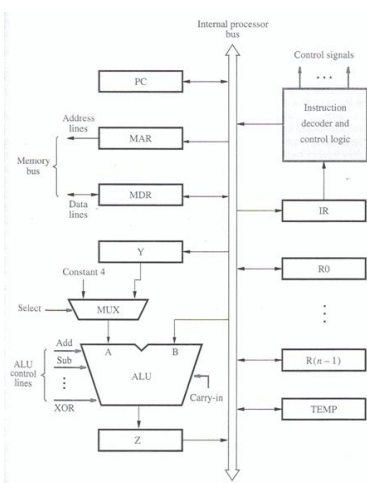 Internal processor
bus
Control signals
...
PC
Instruction
decoder and
control logic
Address
lines
MAR
Memory
bus
MDR
Data
lines
IR
Y
Constant 4
R0
Select
MUX
Add
A
B
Sub
ALU
control
lines
ALU
R(n − 1)
Carry-in
XOR
TEMP
Z